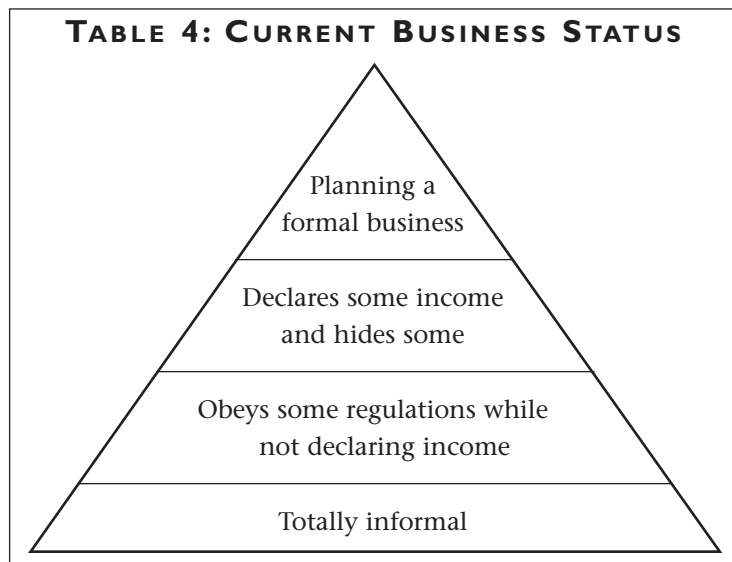 TABLE 4: CURRENT BUSINESS STATUS
Planning a
formal business
Declares some income
and hides some
Obeys some regulations while
not declaring income
Totally informal